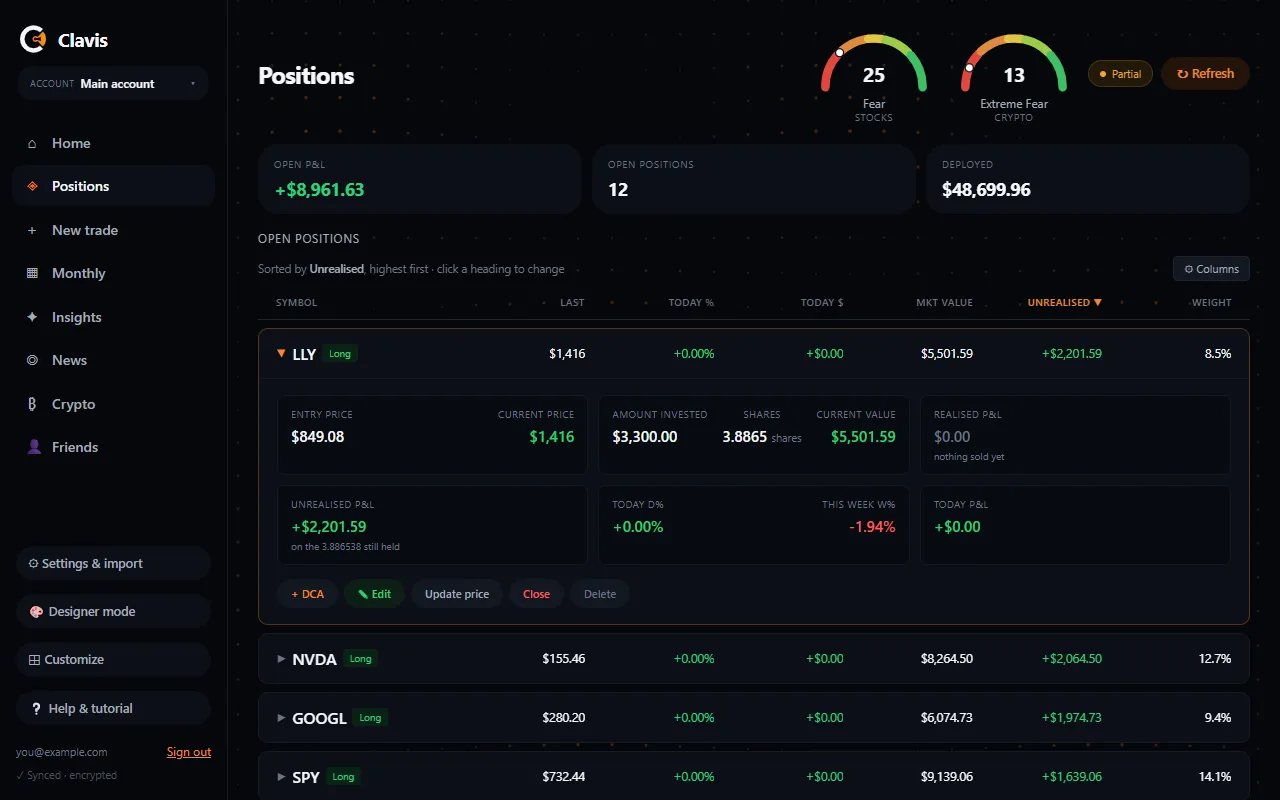 Clavis
ACCOUNT Main account
Home
Positions
New trade
Monthly
Insights
News
Crypto
Friends
Settings & import
Designer mode
Customize
? Help & tutorial
you@example.com Sign out
✓ Synced · encrypted
Positions
25
Fear
STOCKS
13
Extreme Fear
CRYPTO
Partial
↻ Refresh
OPEN P&L
+$8,961.63
OPEN POSITIONS
12
DEPLOYED
$48,699.96
OPEN POSITIONS
Sorted by Unrealised, highest first · click a heading to change
Columns
SYMBOL LAST TODAY % TODAY $ MKT VALUE UNREALISED ▼ WEIGHT
▼ LLY Long $1,416 +0.00% +$0.00 $5,501.59 +$2,201.59 8.5%
ENTRY PRICE CURRENT PRICE
$849.08 $1,416
AMOUNT INVESTED SHARES CURRENT VALUE
$3,300.00 3.8865 shares $5,501.59
REALISED P&L
$0.00
nothing sold yet
UNREALISED P&L
+$2,201.59
on the 3.886538 still held
TODAY D% THIS WEEK W%
+0.00% -1.94%
TODAY P&L
+$0.00
+ DCA Edit Update price Close Delete
▶ NVDA Long $155.46 +0.00% +$0.00 $8,264.50 +$2,064.50 12.7%
▶ GOOGL Long $280.20 +0.00% +$0.00 $6,074.73 +$1,974.73 9.4%
▶ SPY Long $732.44 +0.00% +$0.00 $9,139.06 +$1,639.06 14.1%